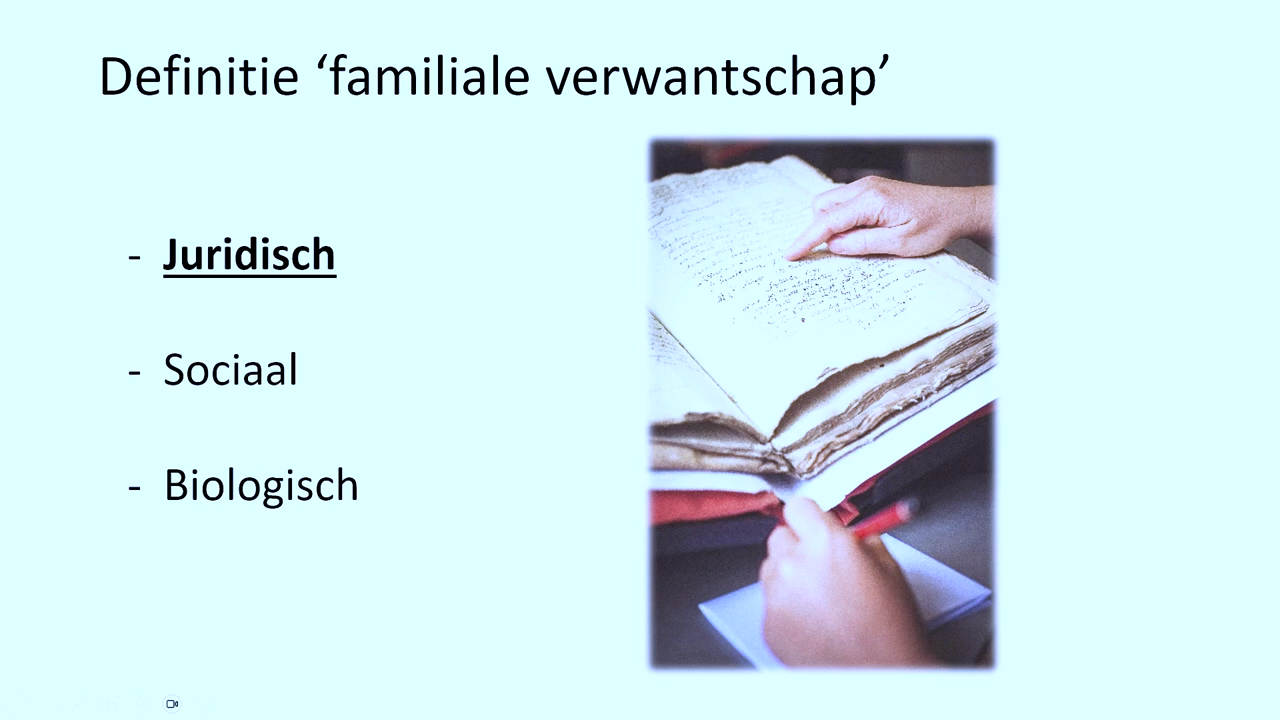 Definitie ‘familiale verwantschap’
- Juridisch
- Sociaal
- Biologisch